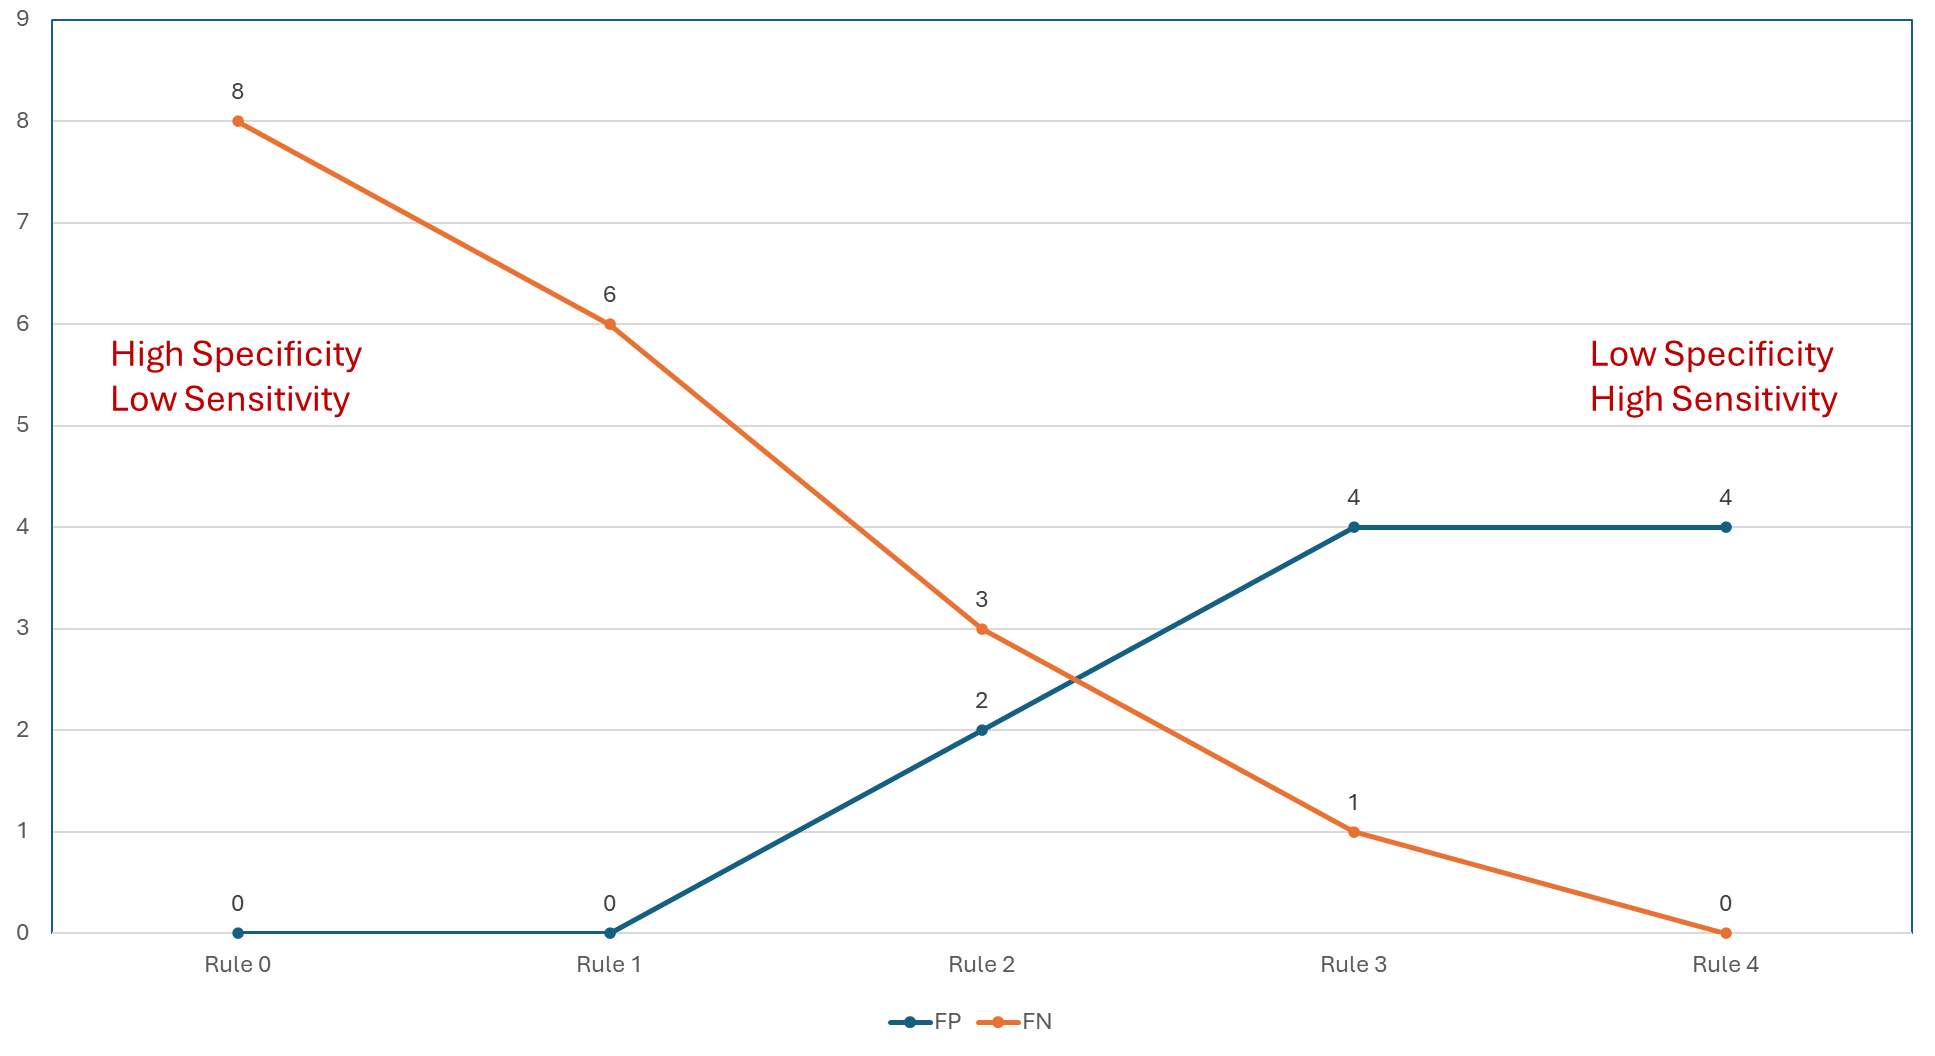 9
8
8
7
6
6
High Specificity
Low Sensitivity
Low Specificity
High Sensitivity
5
4
4
4
3
3
2
2
1
1
0
0
0
0
Rule 0
Rule 1
Rule 2
Rule 3
Rule 4
FP
FN